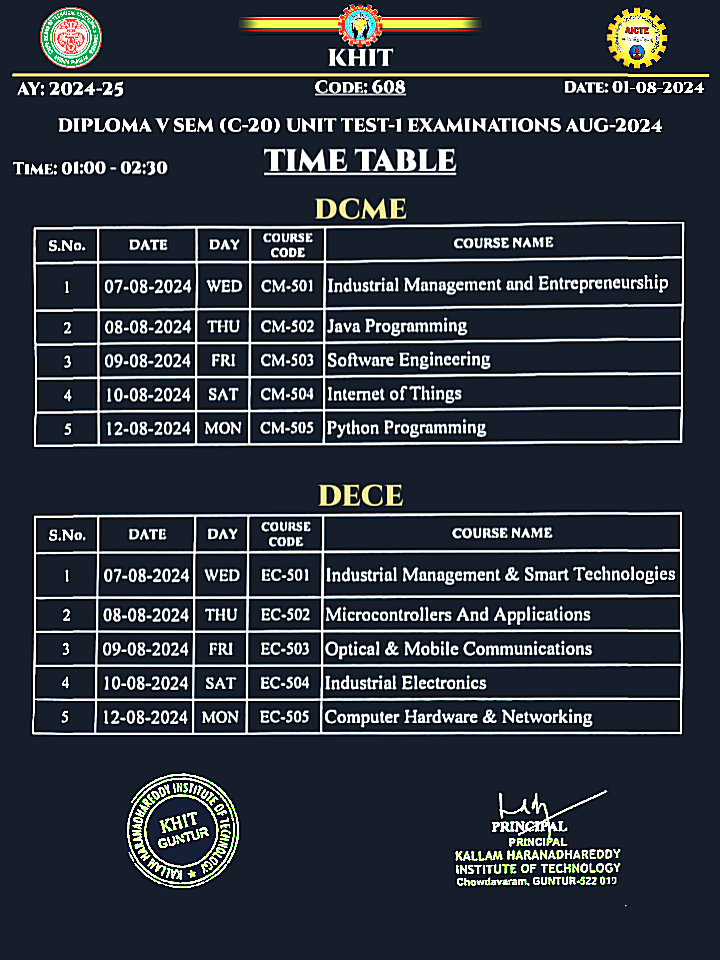 KHIT
AICTE
AY: 2024-25
CODE: 608
DATE: 01-08-2024
DIPLOMA V SEM (C-20) UNIT TEST-1 EXAMINATIONS AUG-2024
TIME: 01:00 - 02:30
TIME TABLE
DCME
S.No. DATE DAY COURSE CODE COURSE NAME
1 07-08-2024 WED CM-501 Industrial Management and Entrepreneurship
2 08-08-2024 THU CM-502 Java Programming
3 09-08-2024 FRI CM-503 Software Engineering
4 10-08-2024 SAT CM-504 Internet of Things
5 12-08-2024 MON CM-505 Python Programming
DECE
S.No. DATE DAY COURSE CODE COURSE NAME
1 07-08-2024 WED EC-501 Industrial Management & Smart Technologies
2 08-08-2024 THU EC-502 Microcontrollers And Applications
3 09-08-2024 FRI EC-503 Optical & Mobile Communications
4 10-08-2024 SAT EC-504 Industrial Electronics
5 12-08-2024 MON EC-505 Computer Hardware & Networking
KALLAM HARANADHAREDDY INSTITUTE OF TECHNOLOGY
KHIT
GUNTUR
PRINCIPAL
PRINCIPAL
KALLAM HARANADHAREDDY
INSTITUTE OF TECHNOLOGY
Chowdavaram, GUNTUR-522 019